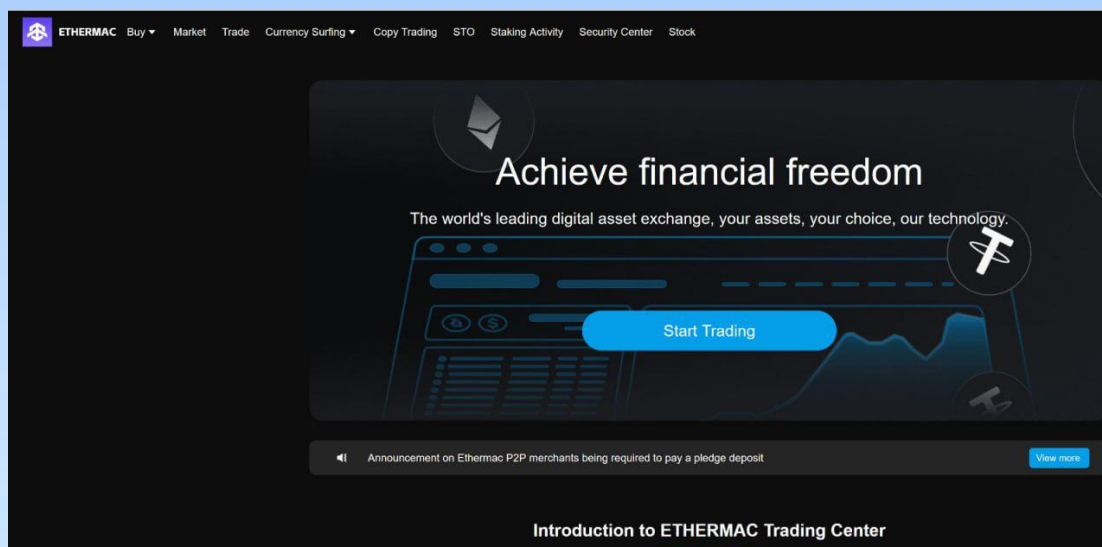 ETHERMAC Buy ▾ Market Trade Currency Surfing ▾ Copy Trading STO Staking Activity Security Center Stock
Achieve financial freedom
The world's leading digital asset exchange, your assets, your choice, our technology.
Start Trading
Announcement on Ethermac P2P merchants being required to pay a pledge deposit View more
Introduction to ETHERMAC Trading Center